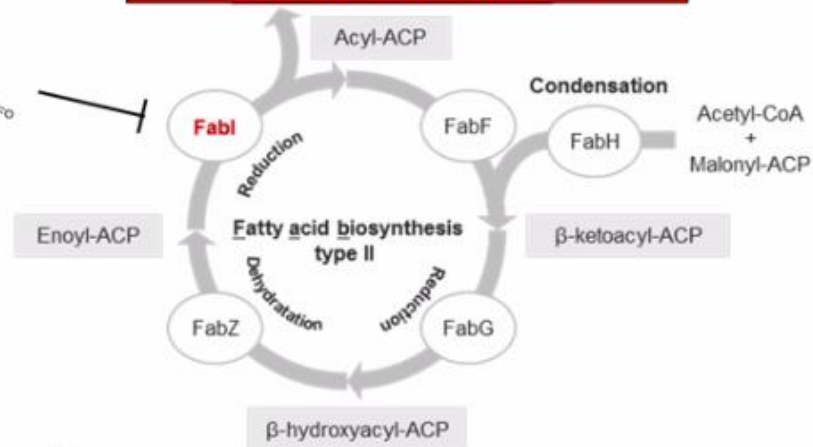 Acyl-ACP
Condensation
FabI
FabF
FabH
Acetyl-CoA
+
Malonyl-ACP
Reduction
Enoyl-ACP
Fatty acid biosynthesis
type II
β-ketoacyl-ACP
Dehydratation
Reduction
FabZ
FabG
β-hydroxyacyl-ACP